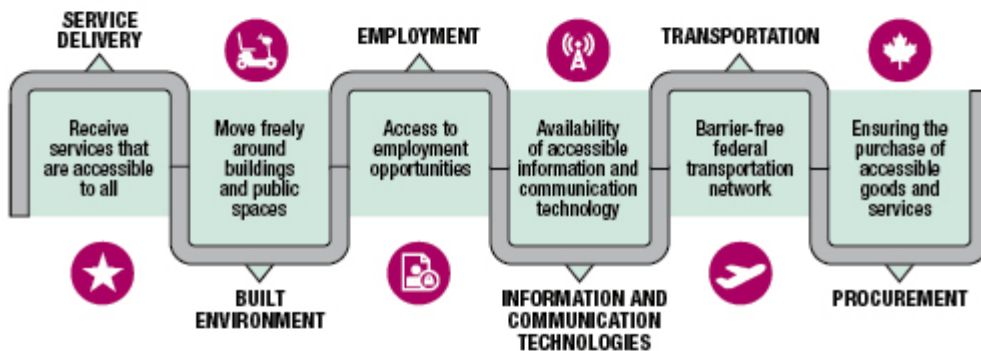 SERVICE
DELIVERY
Receive
services that
are accessible
to all
Move freely
around
buildings
and public
spaces
BUILT
ENVIRONMENT
EMPLOYMENT
Access to
employment
opportunities
Availability
of accessible
information and
communication
technology
INFORMATION AND
COMMUNICATION
TECHNOLOGIES
TRANSPORTATION
Barrier-free
federal
transportation
network
Ensuring the
purchase of
accessible
goods and
services
PROCUREMENT